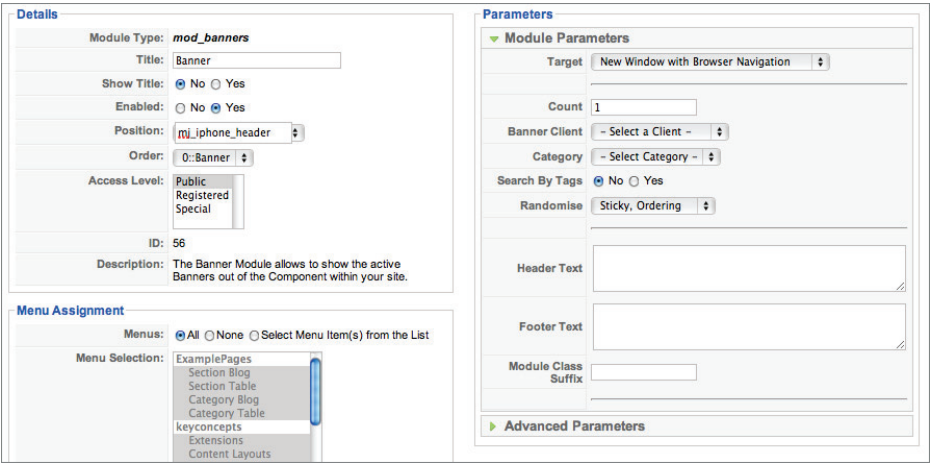 Details
Module Type: mod_banners
Title: Banner
Show Title: No Yes
Enabled: No Yes
Position: mj_iphone_header
Order: 0::Banner
Access Level: Public
Registered
Special
ID: 56
Description: The Banner Module allows to show the active
Banners out of the Component within your site.
Menu Assignment
Menus: All None Select Menu Item(s) from the List
Menu Selection: ExamplePages
Section Blog
Section Table
Category Blog
Category Table
keyconcepts
Extensions
Content Layouts
Parameters
Module Parameters
Target New Window with Browser Navigation
Count 1
Banner Client - Select a Client -
Category - Select Category -
Search By Tags No Yes
Randomise Sticky, Ordering
Header Text
Footer Text
Module Class
Suffix
Advanced Parameters